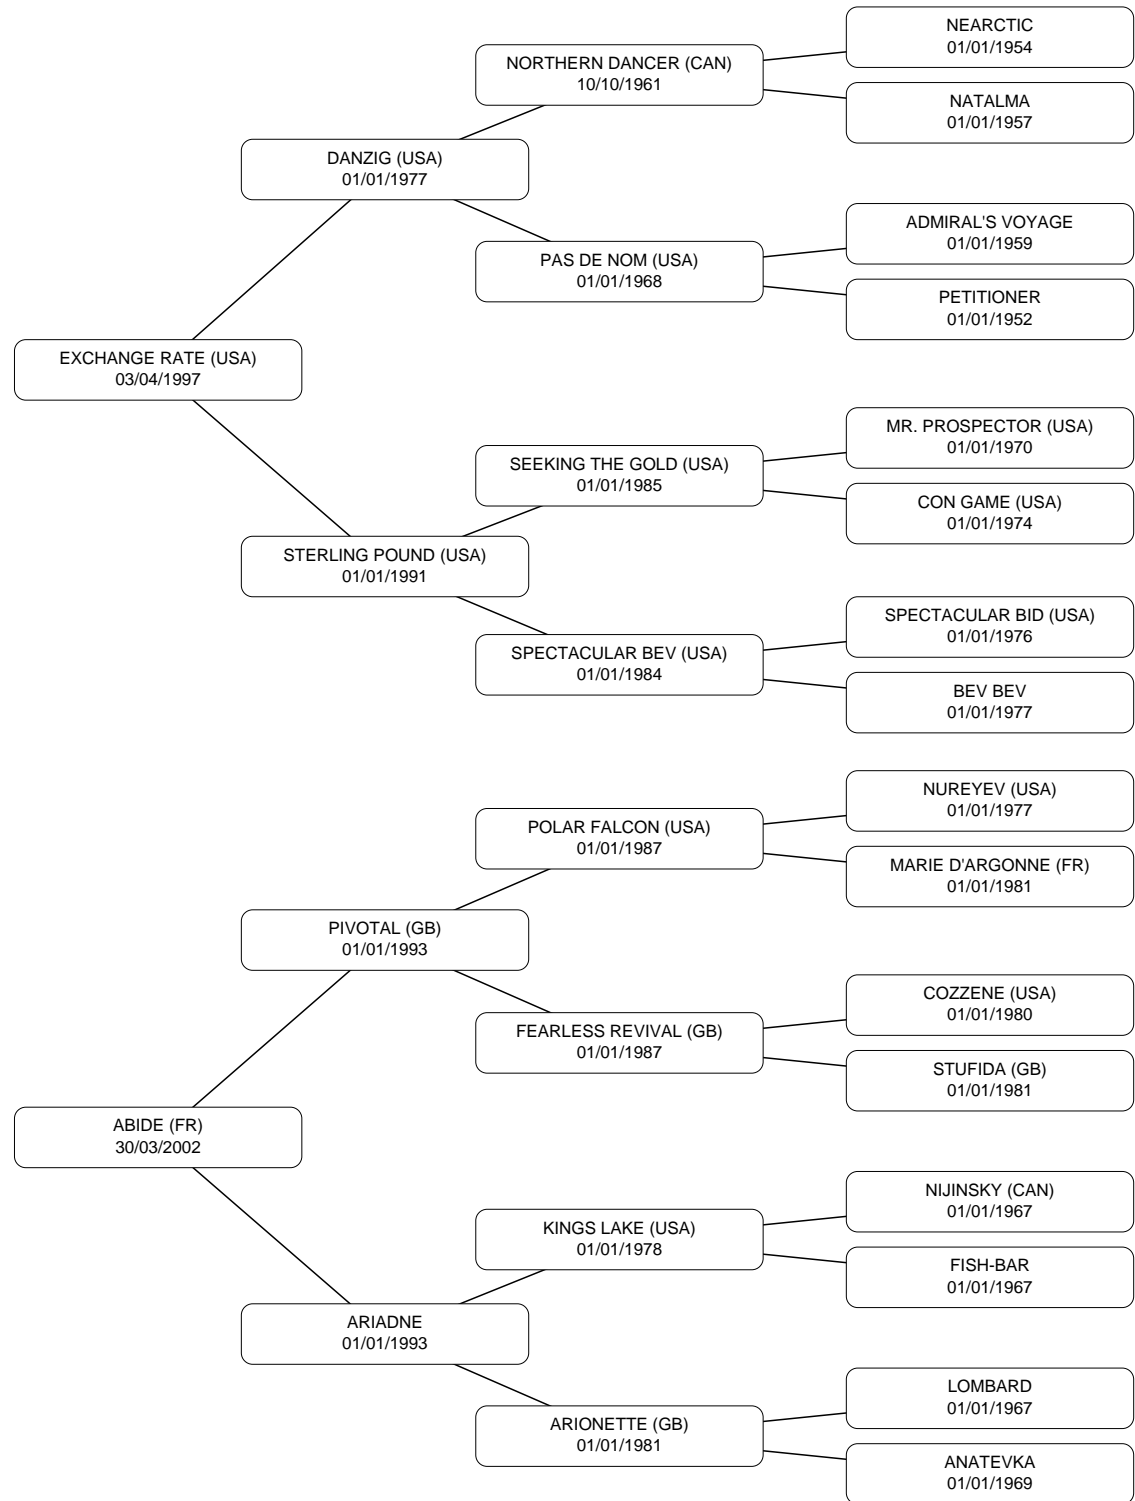 NEARCTIC
01/01/1954
NORTHERN DANCER (CAN)
10/10/1961
NATALMA
01/01/1957
DANZIG (USA)
01/01/1977
ADMIRAL'S VOYAGE
01/01/1959
PAS DE NOM (USA)
01/01/1968
PETITIONER
01/01/1952
EXCHANGE RATE (USA)
03/04/1997
MR. PROSPECTOR (USA)
01/01/1970
SEEKING THE GOLD (USA)
01/01/1985
CON GAME (USA)
01/01/1974
STERLING POUND (USA)
01/01/1991
SPECTACULAR BID (USA)
01/01/1976
SPECTACULAR BEV (USA)
01/01/1984
BEV BEV
01/01/1977
NUREYEV (USA)
01/01/1977
POLAR FALCON (USA)
01/01/1987
MARIE D'ARGONNE (FR)
01/01/1981
PIVOTAL (GB)
01/01/1993
COZZENE (USA)
01/01/1980
FEARLESS REVIVAL (GB)
01/01/1987
STUFIDA (GB)
01/01/1981
ABIDE (FR)
30/03/2002
NIJINSKY (CAN)
01/01/1967
KINGS LAKE (USA)
01/01/1978
FISH-BAR
01/01/1967
ARIADNE
01/01/1993
LOMBARD
01/01/1967
ARIONETTE (GB)
01/01/1981
ANATEVKA
01/01/1969